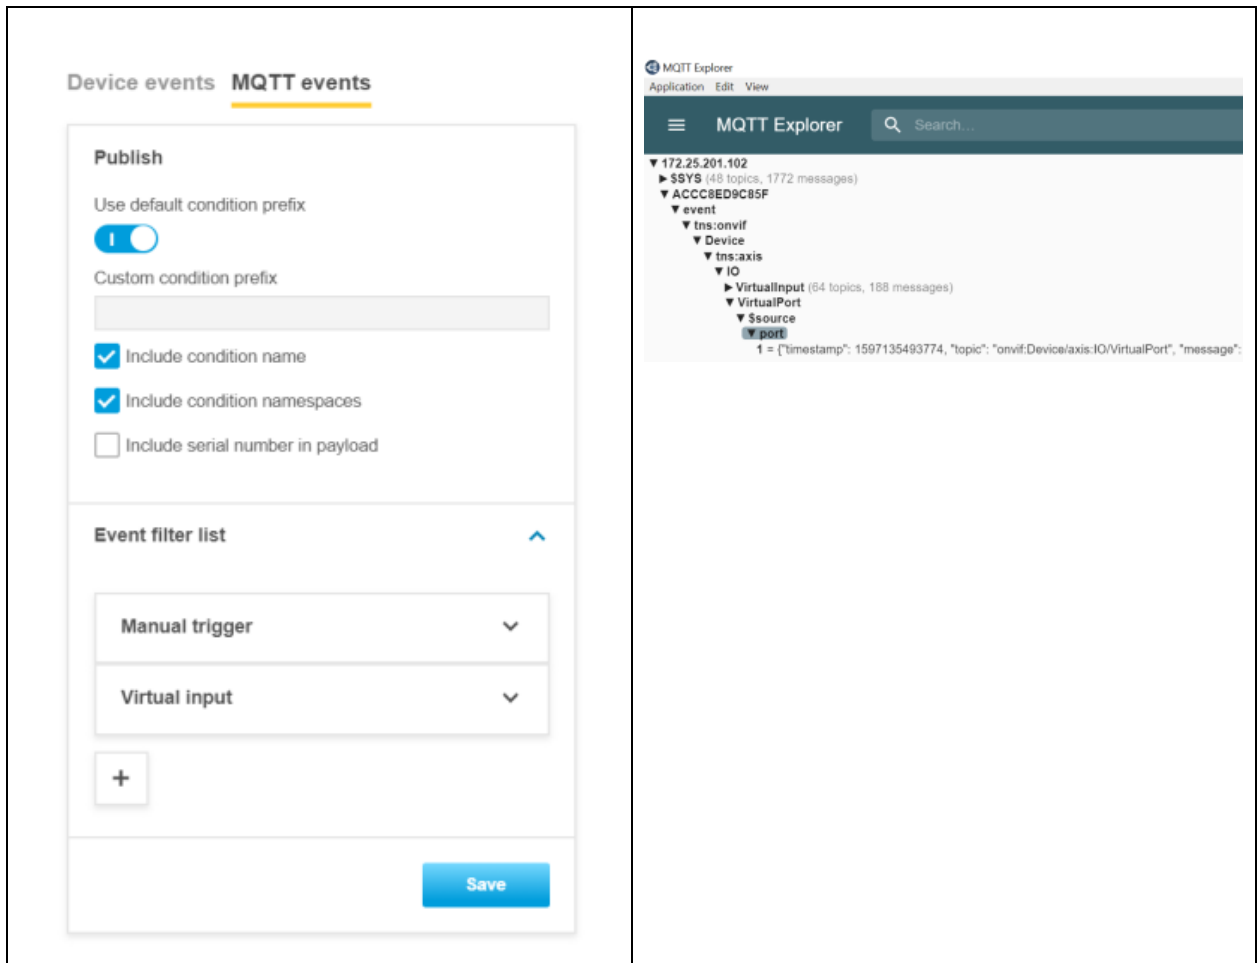 Device events MQTT events
Publish
Use default condition prefix
Custom condition prefix
Include condition name
Include condition namespaces
Include serial number in payload
Event filter list
Manual trigger
Virtual input
+
Save
MQTT Explorer
Application Edit View
MQTT Explorer Search...
▼ 172.25.201.102
▶ $SYS (48 topics, 1772 messages)
▼ ACCC8ED9C85F
▼ event
▼ tns:onvif
▼ Device
▼ tns:axis
▼ IO
▶ VirtualInput (64 topics, 188 messages)
▼ VirtualPort
▼ $source
▼ port
1 = {"timestamp": 1597135493774, "topic": "onvif:Device/axis:IO/VirtualPort", "message":